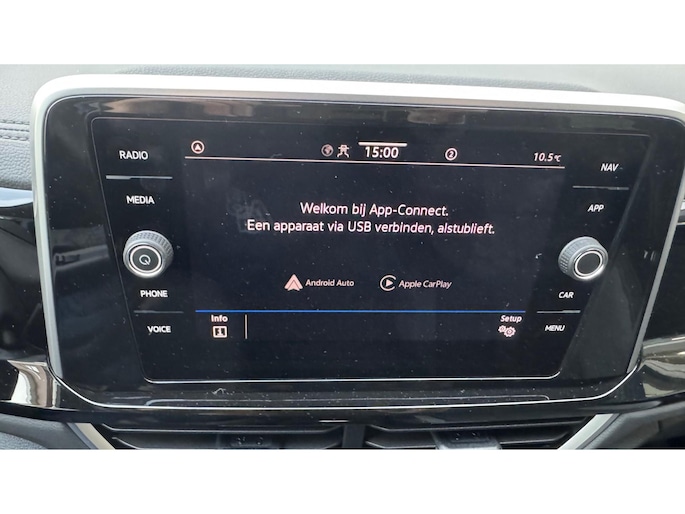 RADIO
MEDIA
PHONE
VOICE
15:00
2
10.5°C
Welkom bij App-Connect.
Een apparaat via USB verbinden, alstublieft.
Android Auto
Apple CarPlay
Info
Setup
NAV
APP
CAR
MENU